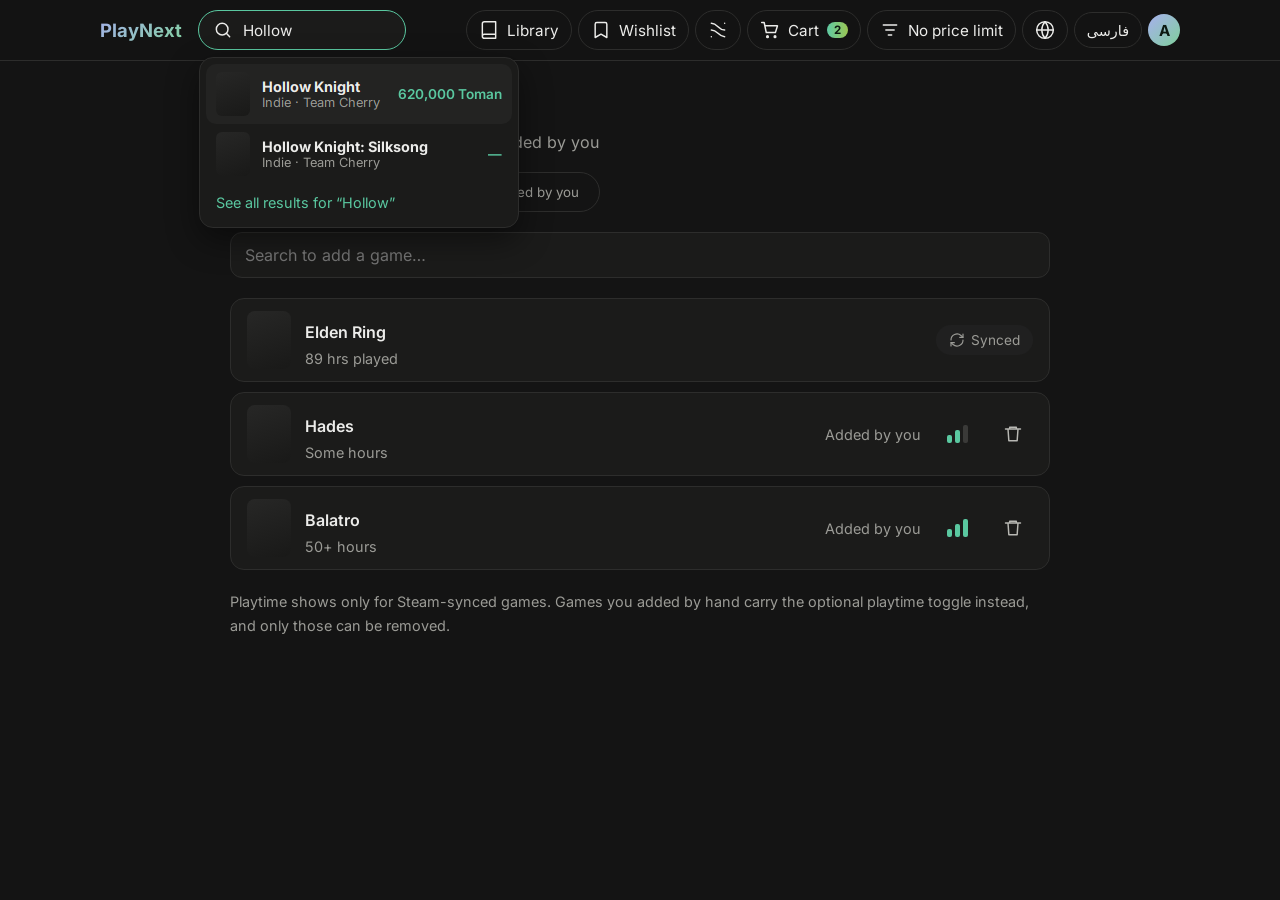 PlayNext
Hollow
Library
Wishlist
Cart 2
No price limit
فارسی
A
Hollow Knight
Indie · Team Cherry
620,000 Toman
Hollow Knight: Silksong
Indie · Team Cherry
—
See all results for “Hollow”
by you
by you
Search to add a game...
Elden Ring
89 hrs played
Synced
Hades
Some hours
Added by you
Balatro
50+ hours
Added by you
Playtime shows only for Steam-synced games. Games you added by hand carry the optional playtime toggle instead,
and only those can be removed.